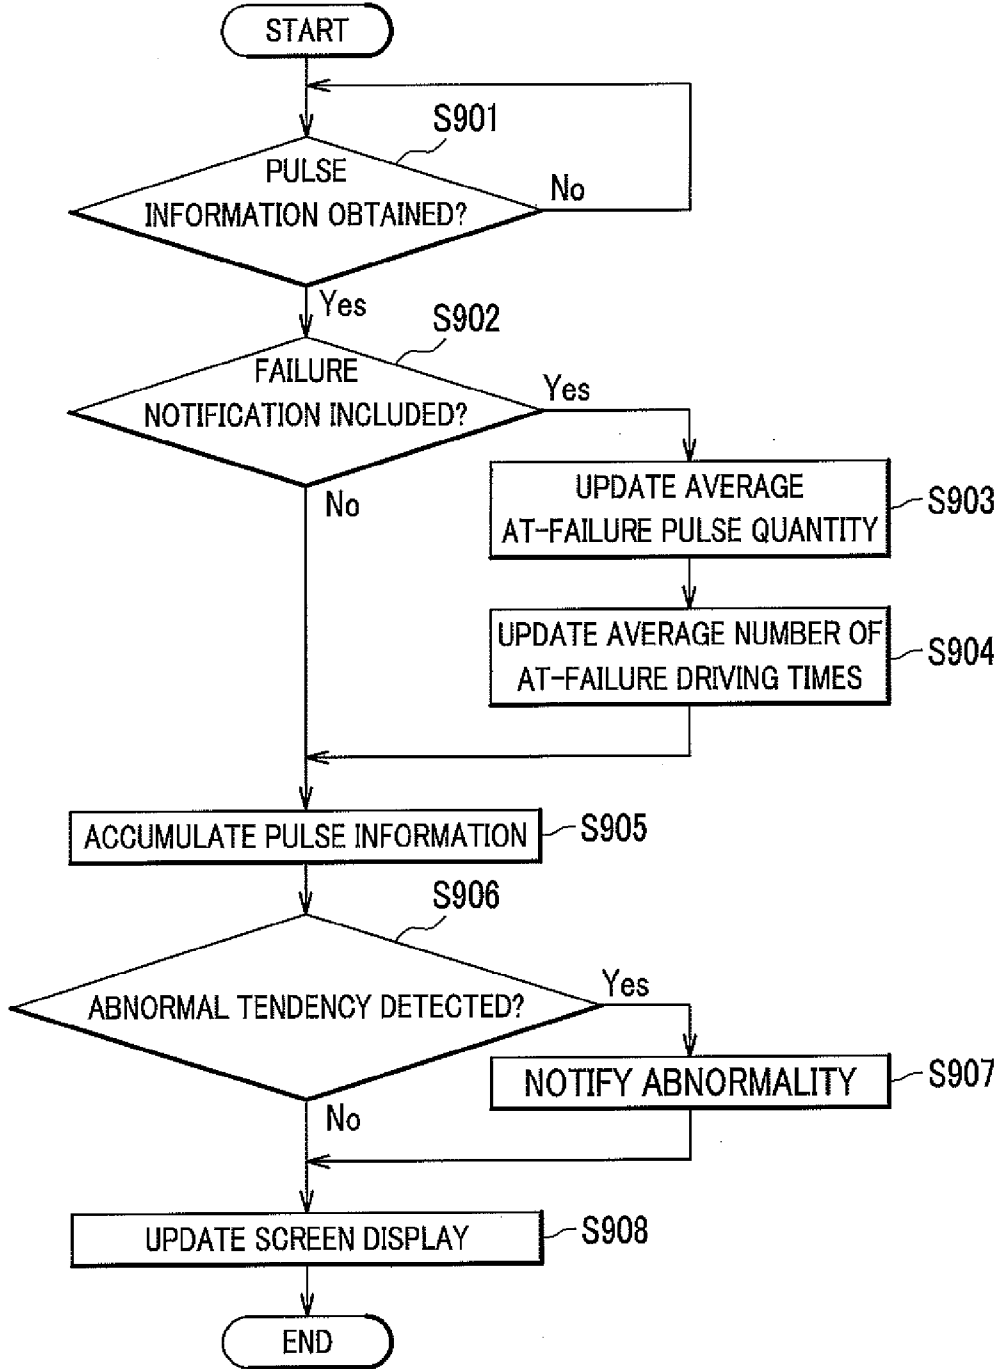 START
S901
PULSE
INFORMATION OBTAINED?
No
Yes
S902
FAILURE
NOTIFICATION INCLUDED?
Yes
No
UPDATE AVERAGE
AT-FAILURE PULSE QUANTITY
S903
UPDATE AVERAGE NUMBER OF
AT-FAILURE DRIVING TIMES
S904
ACCUMULATE PULSE INFORMATION
S905
S906
ABNORMAL TENDENCY DETECTED?
Yes
No
NOTIFY ABNORMALITY
S907
UPDATE SCREEN DISPLAY
S908
END